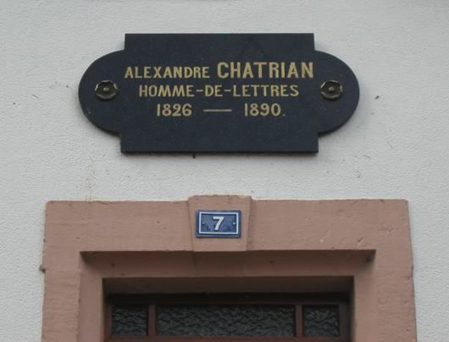 ALEXANDRE CHATRIAN
HOMME-DE-LETTRES
1826 — 1890.
7